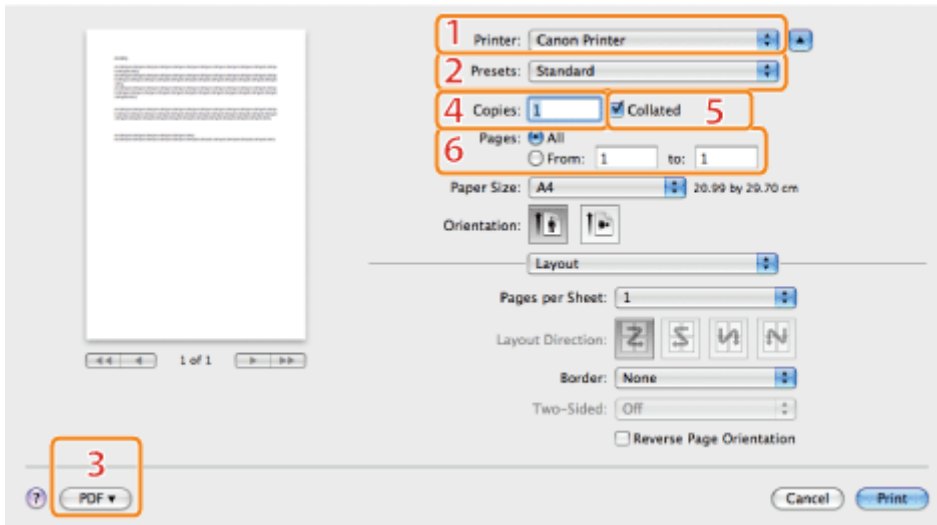 1 Printer: Canon Printer
2 Presets: Standard
4 Copies: 1 Collated 5
6 Pages: All
From: 1 to: 1
Paper Size: A4 20.99 by 29.70 cm
Orientation:
Layout
Pages per Sheet: 1
Layout Direction:
1 of 1
Border: None
Two-Sided: Off
Reverse Page Orientation
3
? PDF Cancel Print